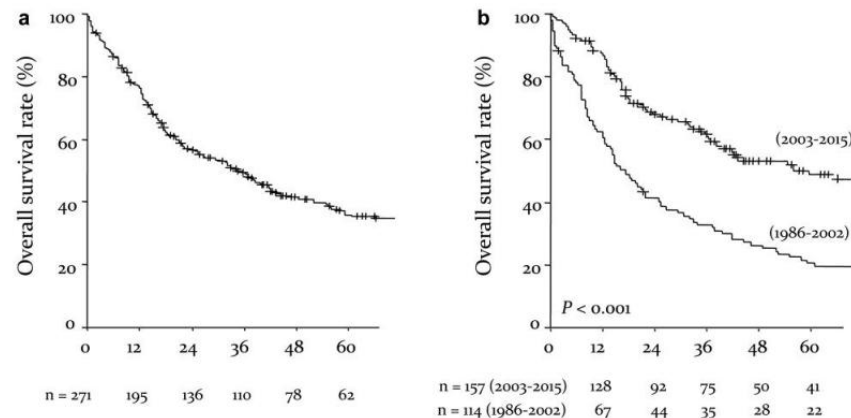 a
Overall survival rate (%)
100
80
60
40
20
0
0 12 24 36 48 60
n = 271 195 136 110 78 62
b
Overall survival rate (%)
100
80
60
40
20
0
(2003-2015)
(1986-2002)
P < 0.001
0 12 24 36 48 60
n = 157 (2003-2015) 128 92 75 50 41
n = 114 (1986-2002) 67 44 35 28 22